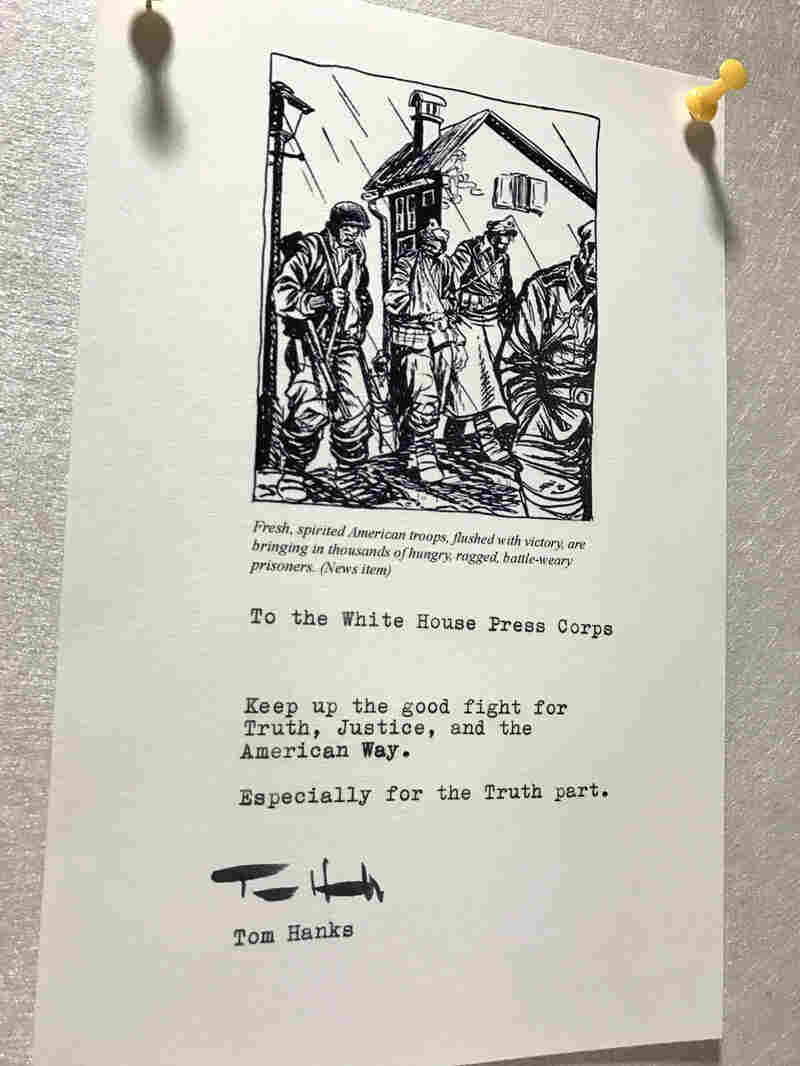 Fresh, spirited American troops, flushed with victory, are
bringing in thousands of hungry, ragged, battle-weary
prisoners. (News item)
To the White House Press Corps
Keep up the good fight for
Truth, Justice, and the
American Way.
Especially for the Truth part.
Tom Hanks
Tom Hanks